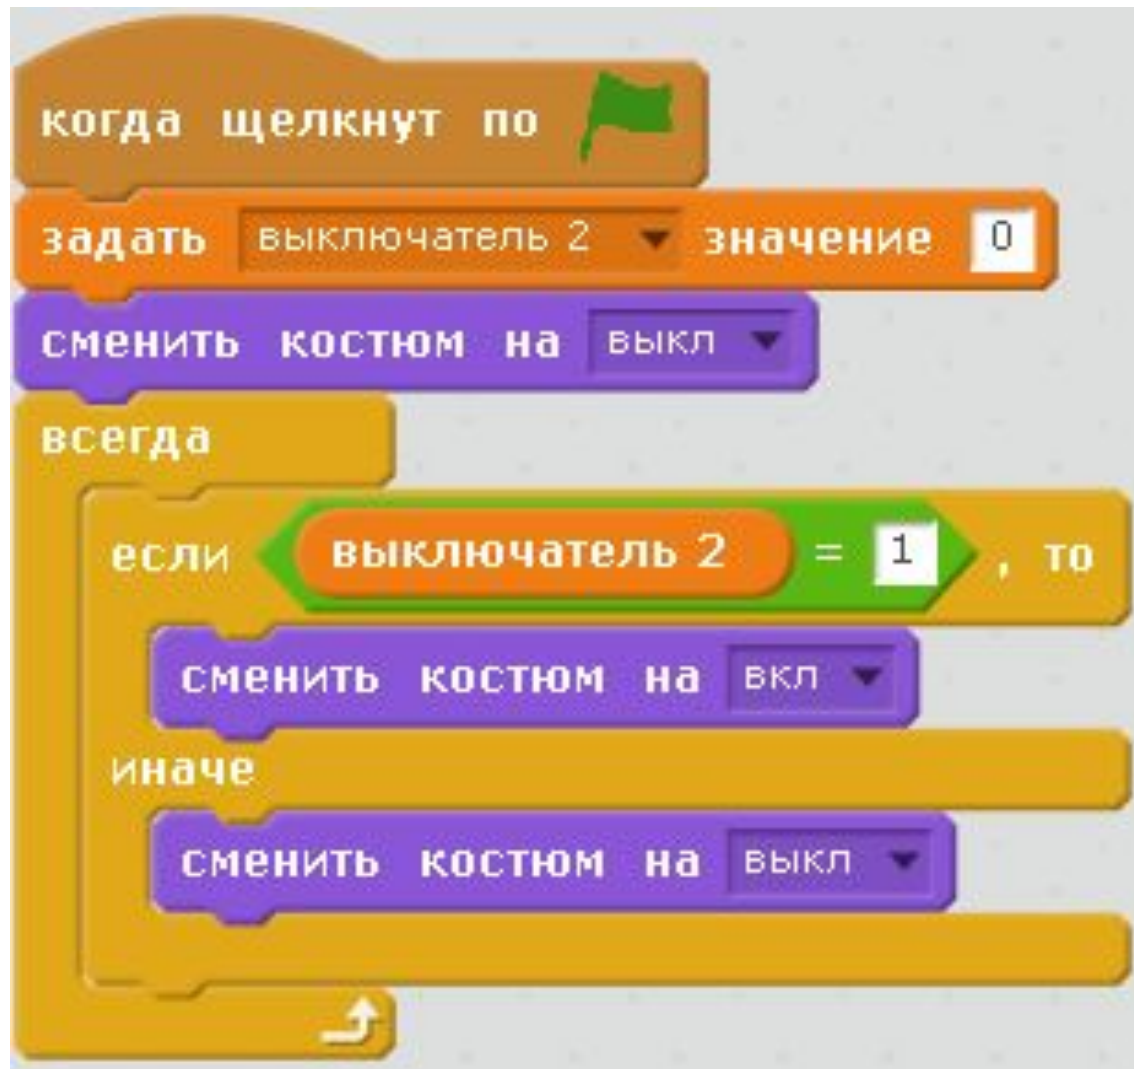 когда щелкнут по
задать выключатель 2 значение 0
сменить костюм на выкл
всегда
если выключатель 2 = 1 , то
сменить костюм на вкл
иначе
сменить костюм на выкл